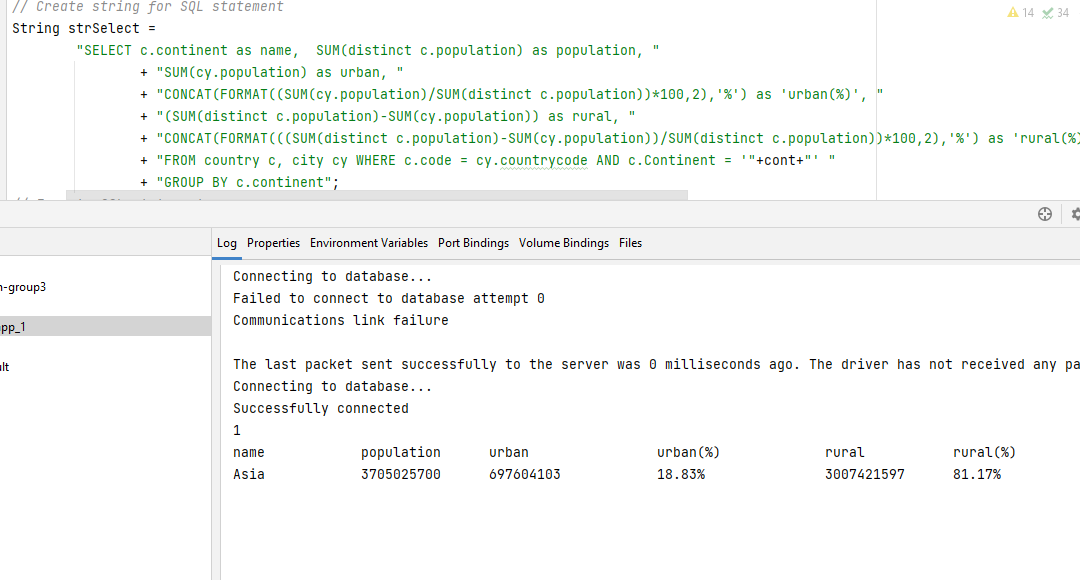 // Create string for SQL statement
14 34
String strSelect =
"SELECT c.continent as name,  SUM(distinct c.population) as population, "
+ "SUM(cy.population) as urban, "
+ "CONCAT(FORMAT((SUM(cy.population)/SUM(distinct c.population))*100,2),'%') as 'urban(%)', "
+ "(SUM(distinct c.population)-SUM(cy.population)) as rural, "
+ "CONCAT(FORMAT(((SUM(distinct c.population)-SUM(cy.population))/SUM(distinct c.population))*100,2),'%') as 'rural(%)
+ "FROM country c, city cy WHERE c.code = cy.countrycode AND c.Continent = '"+cont+"' "
+ "GROUP BY c.continent";
Log Properties Environment Variables Port Bindings Volume Bindings Files
-group3
pp_1
lt
Connecting to database...
Failed to connect to database attempt 0
Communications link failure
The last packet sent successfully to the server was 0 milliseconds ago. The driver has not received any pa
Connecting to database...
Successfully connected
1
name population urban urban(%) rural rural(%)
Asia 3705025700 697604103 18.83% 3007421597 81.17%